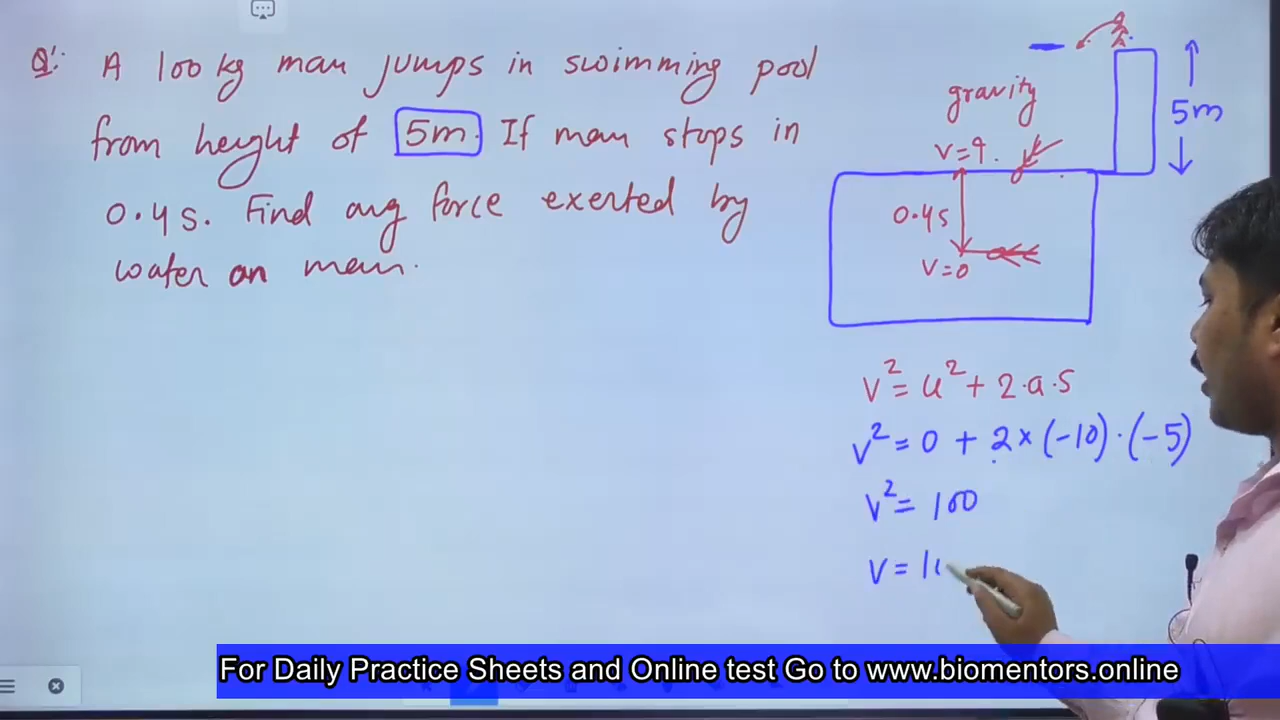 Q: A 100 kg man jumps in swimming pool
from height of 5m. If man stops in
0.4s. Find avg force exerted by
water on man.
gravity
5m
v=?.
0.4s
v=0
v² = u² + 2.a.s
v² = 0 + 2×(-10).(-5)
v² = 100
v = 10
For Daily Practice Sheets and Online test Go to www.biomentors.online